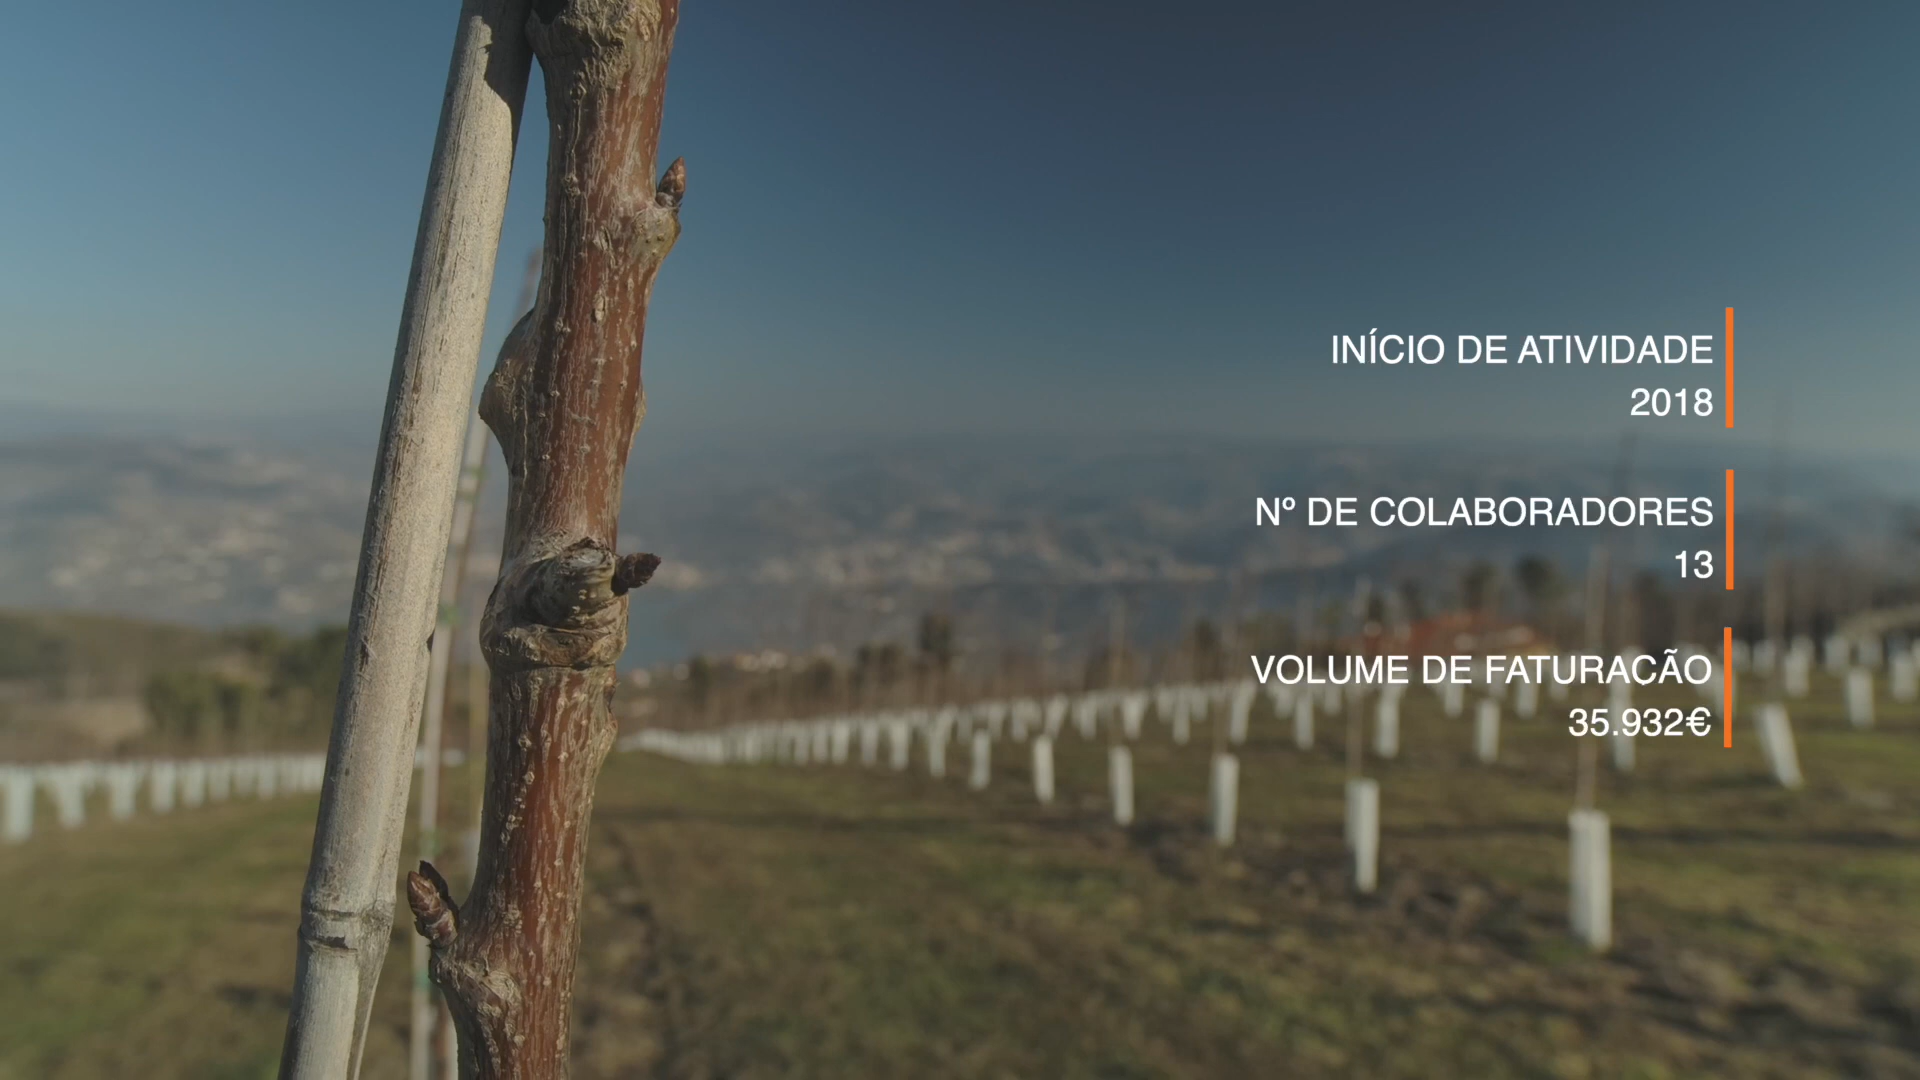 INÍCIO DE ATIVIDADE
2018
Nº DE COLABORADORES
13
VOLUME DE FATURAÇÃO
35.932€